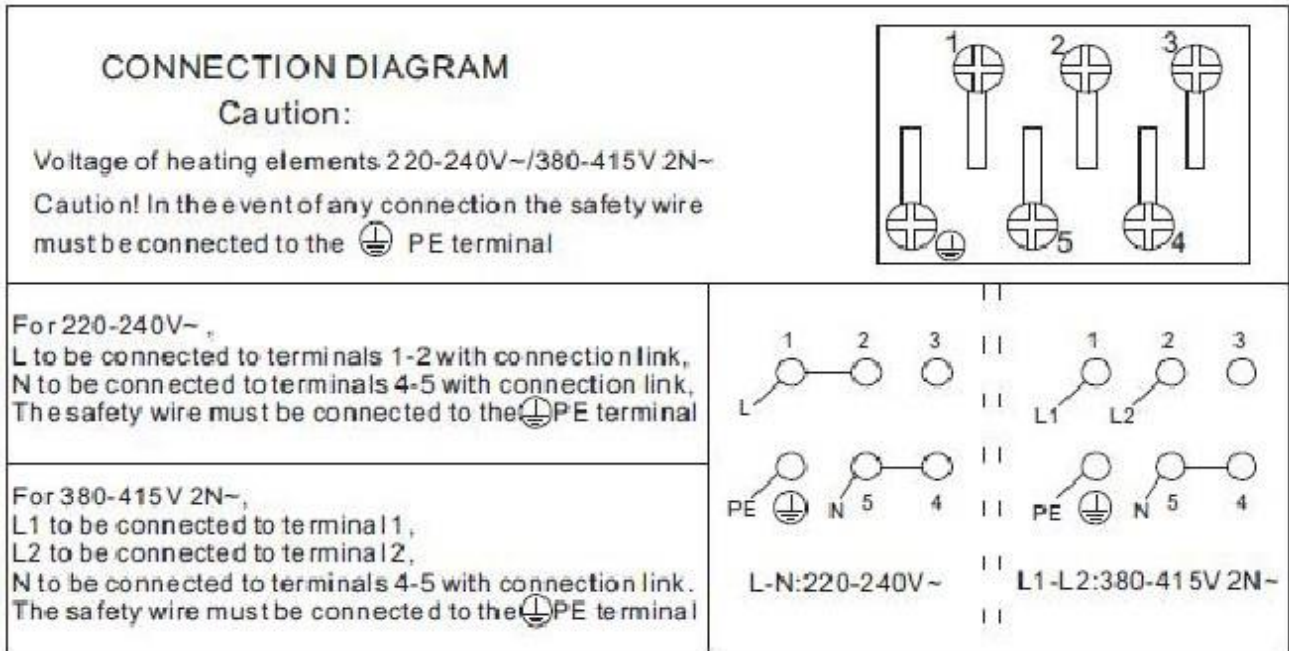 CONNECTION DIAGRAM
Caution:
Voltage of heating elements 220-240V~/380-415V 2N~
Caution! In the event of any connection the safety wire
must be connected to the PE terminal
1 2 3
5 4
For 220-240V~,
L to be connected to terminals 1-2 with connection link,
N to be connected to terminals 4-5 with connection link,
The safety wire must be connected to the PE terminal
For 380-415V 2N~,
L1 to be connected to terminal 1,
L2 to be connected to terminal 2,
N to be connected to terminals 4-5 with connection link.
The safety wire must be connected to the PE terminal
1 2 3
L
PE N 5 4
L-N:220-240V~
1 2 3
L1 L2
PE N 5 4
L1-L2:380-415V 2N~